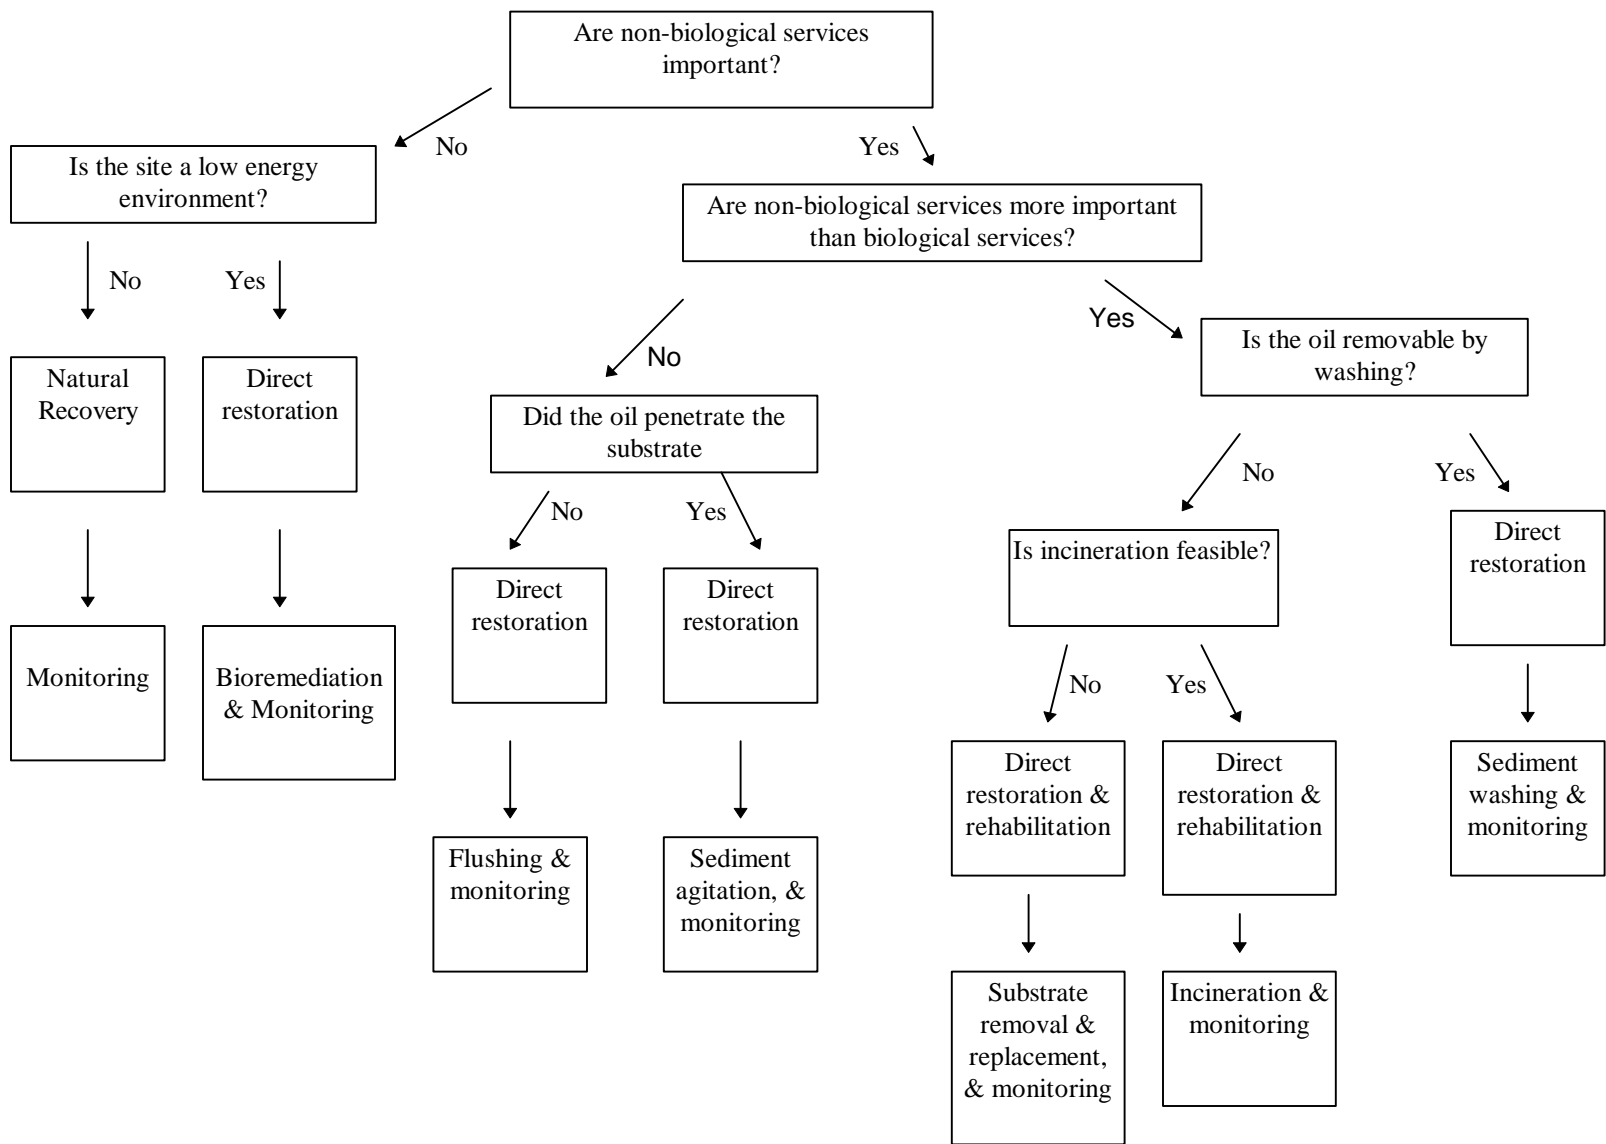 Are non-biological services
important?
No
Yes
Is the site a low energy
environment?
Are non-biological services more important
than biological services?
No
Yes
No
Yes
Natural
Recovery
Direct
restoration
Did the oil penetrate the
substrate
Is the oil removable by
washing?
No
Yes
No
Yes
Direct
restoration
Direct
restoration
Is incineration feasible?
Direct
restoration
Monitoring
Bioremediation
& Monitoring
No
Yes
Flushing &
monitoring
Sediment
agitation, &
monitoring
Direct
restoration &
rehabilitation
Direct
restoration &
rehabilitation
Sediment
washing &
monitoring
Substrate
removal &
replacement,
& monitoring
Incineration &
monitoring